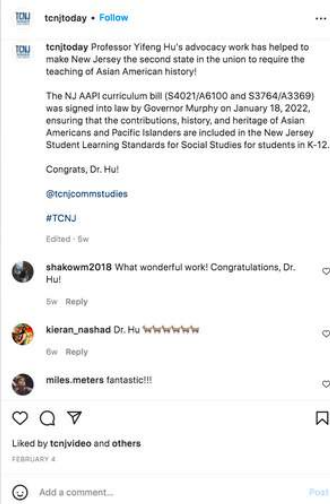 tcnjtoday • Follow
tcnjtoday Professor Yifeng Hu's advocacy work has helped to
make New Jersey the second state in the union to require the
teaching of Asian American history!
The NJ AAPI curriculum bill (S4021/A6100 and S3764/A3369)
was signed into law by Governor Murphy on January 18, 2022,
ensuring that the contributions, history, and heritage of Asian
Americans and Pacific Islanders are included in the New Jersey
Student Learning Standards for Social Studies for students in K-12.
Congrats, Dr. Hu!
@tcnjcommstudies
#TCNJ
Edited · 5w
shakowm2018 What wonderful work! Congratulations, Dr.
Hu!
5w Reply
kieran_nashad Dr. Hu 🐐🐐🐐🐐🐐🐐
6w Reply
miles.meters fantastic!!!
Liked by tcnjvideo and others
FEBRUARY 4
Add a comment...
Post